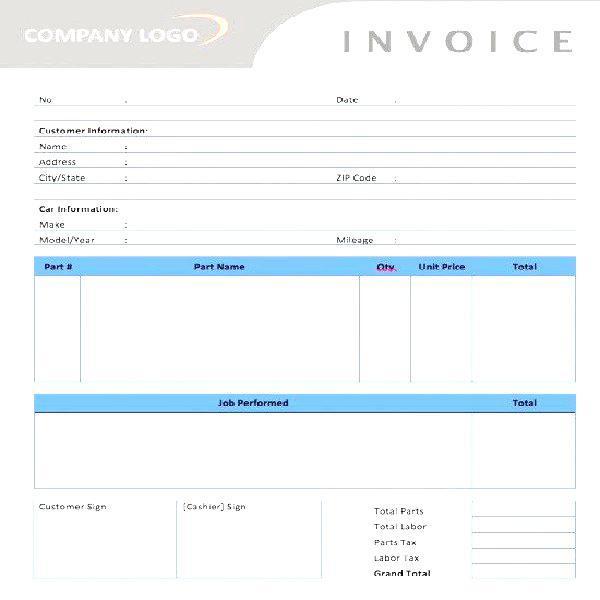 COMPANY LOGO
INVOICE
No : Date :
Customer Information:
Name :
Address :
City/State : ZIP Code :
Car Information:
Make :
Model/Year : Mileage :
Part # Part Name Qty. Unit Price Total
Job Performed Total
Customer Sign [Cashier] Sign
Total Parts
Total Labor
Parts Tax
Labor Tax
Grand Total